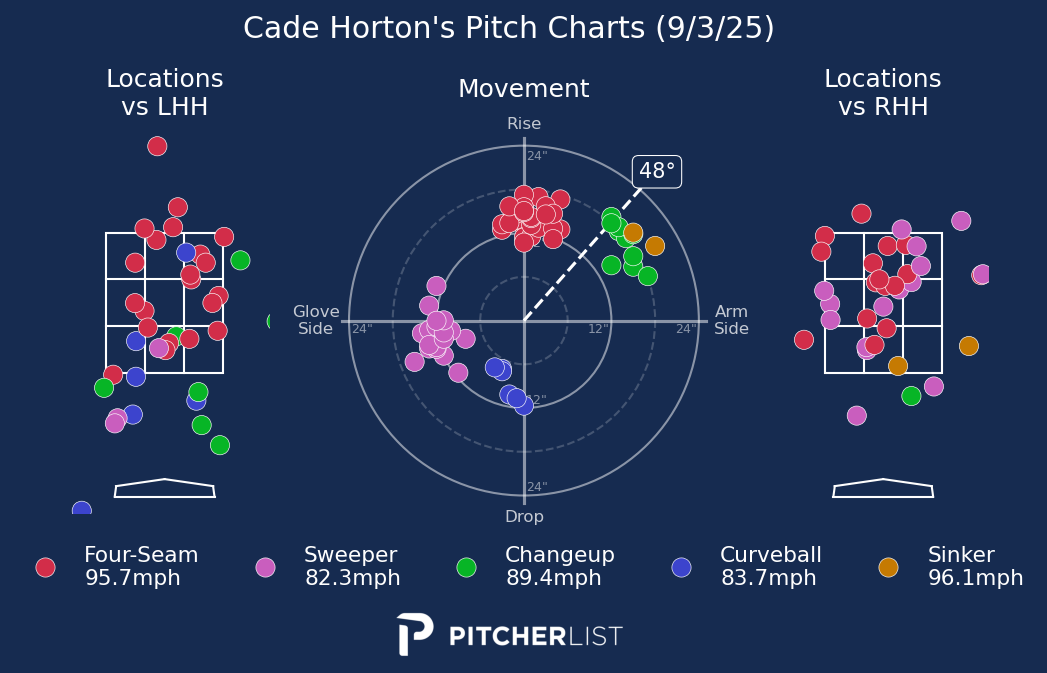 Cade Horton's Pitch Charts (9/3/25)
Locations
vs LHH
Movement
Locations
vs RHH
Rise
24"
48°
Glove
Side
24"
12"
24"
Arm
Side
12"
24"
Drop
Four-Seam
95.7mph
Sweeper
82.3mph
Changeup
89.4mph
Curveball
83.7mph
Sinker
96.1mph
PITCHERLIST